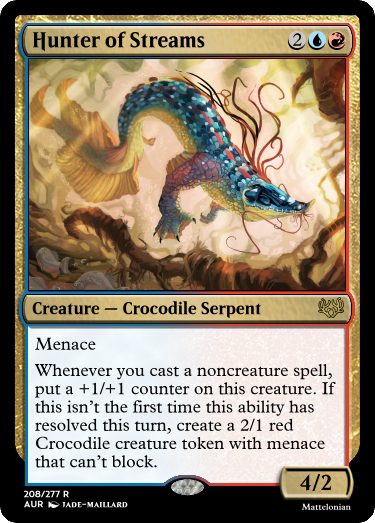 Hunter of Streams 2
Creature — Crocodile Serpent
Menace
Whenever you cast a noncreature spell,
put a +1/+1 counter on this creature. If
this isn't the first time this ability has
resolved this turn, create a 2/1 red
Crocodile creature token with menace
that can't block.
4/2
208/277 R
AUR JADE-MAILLARD
Mattelonian